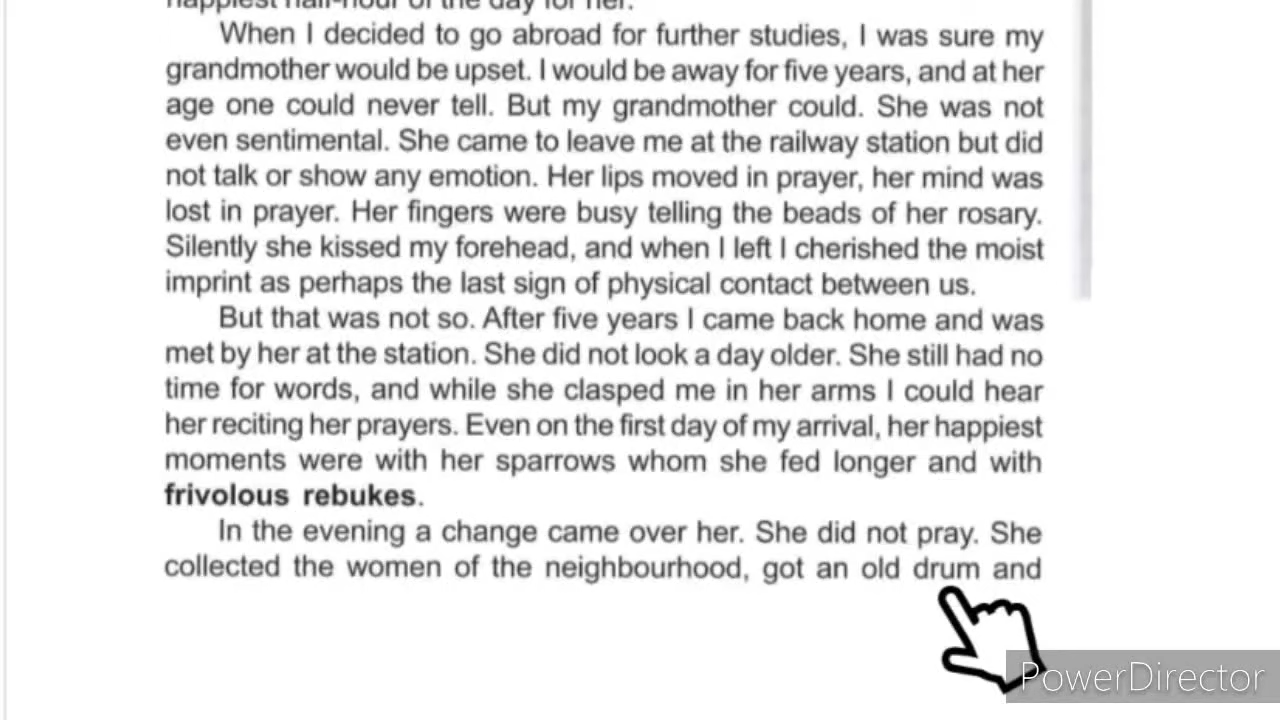 happiest half-hour of the day for her.
When I decided to go abroad for further studies, I was sure my
grandmother would be upset. I would be away for five years, and at her
age one could never tell. But my grandmother could. She was not
even sentimental. She came to leave me at the railway station but did
not talk or show any emotion. Her lips moved in prayer, her mind was
lost in prayer. Her fingers were busy telling the beads of her rosary.
Silently she kissed my forehead, and when I left I cherished the moist
imprint as perhaps the last sign of physical contact between us.
But that was not so. After five years I came back home and was
met by her at the station. She did not look a day older. She still had no
time for words, and while she clasped me in her arms I could hear
her reciting her prayers. Even on the first day of my arrival, her happiest
moments were with her sparrows whom she fed longer and with
frivolous rebukes.
In the evening a change came over her. She did not pray. She
collected the women of the neighbourhood, got an old drum and
PowerDirector